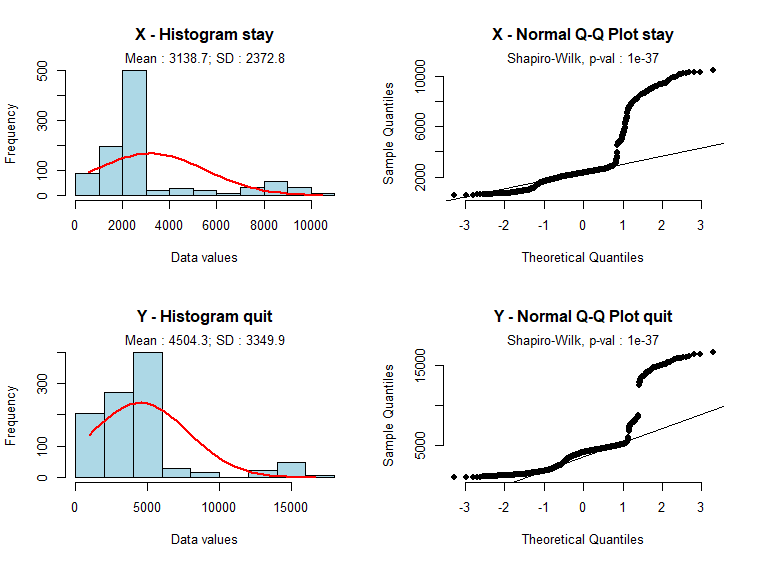 X - Histogram stay
Mean : 3138.7; SD : 2372.8
Frequency
500
300
100
0
0 2000 4000 6000 8000 10000
Data values
X - Normal Q-Q Plot stay
Shapiro-Wilk, p-val : 1e-37
Sample Quantiles
10000
6000
2000
-3 -2 -1 0 1 2 3
Theoretical Quantiles
Y - Histogram quit
Mean : 4504.3; SD : 3349.9
Frequency
300
100
0
0 5000 10000 15000
Data values
Y - Normal Q-Q Plot quit
Shapiro-Wilk, p-val : 1e-37
Sample Quantiles
15000
5000
-3 -2 -1 0 1 2 3
Theoretical Quantiles